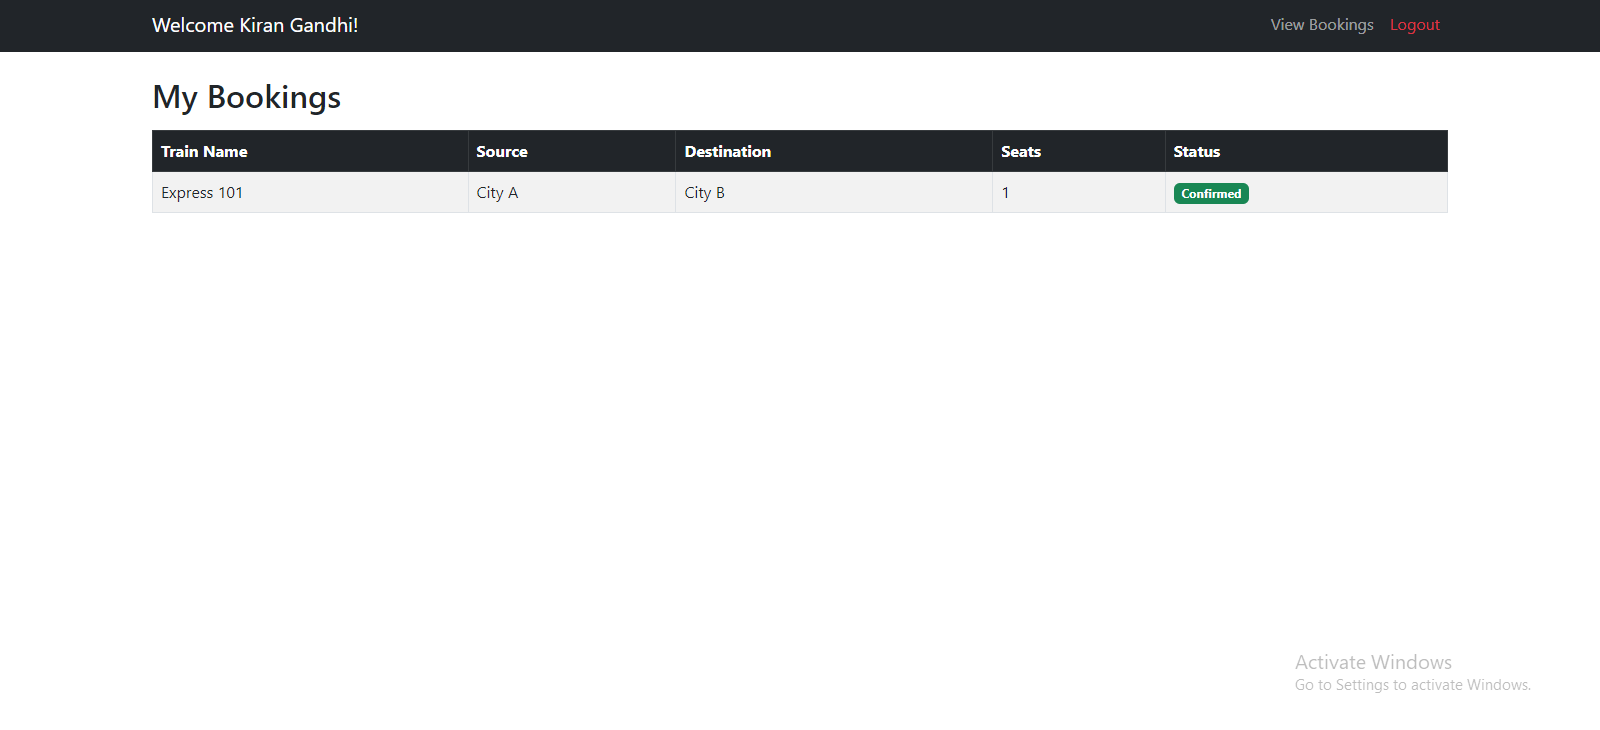 Welcome Kiran Gandhi! View Bookings Logout
My Bookings
Train Name Source Destination Seats Status
Express 101 City A City B 1 Confirmed
Activate Windows
Go to Settings to activate Windows.